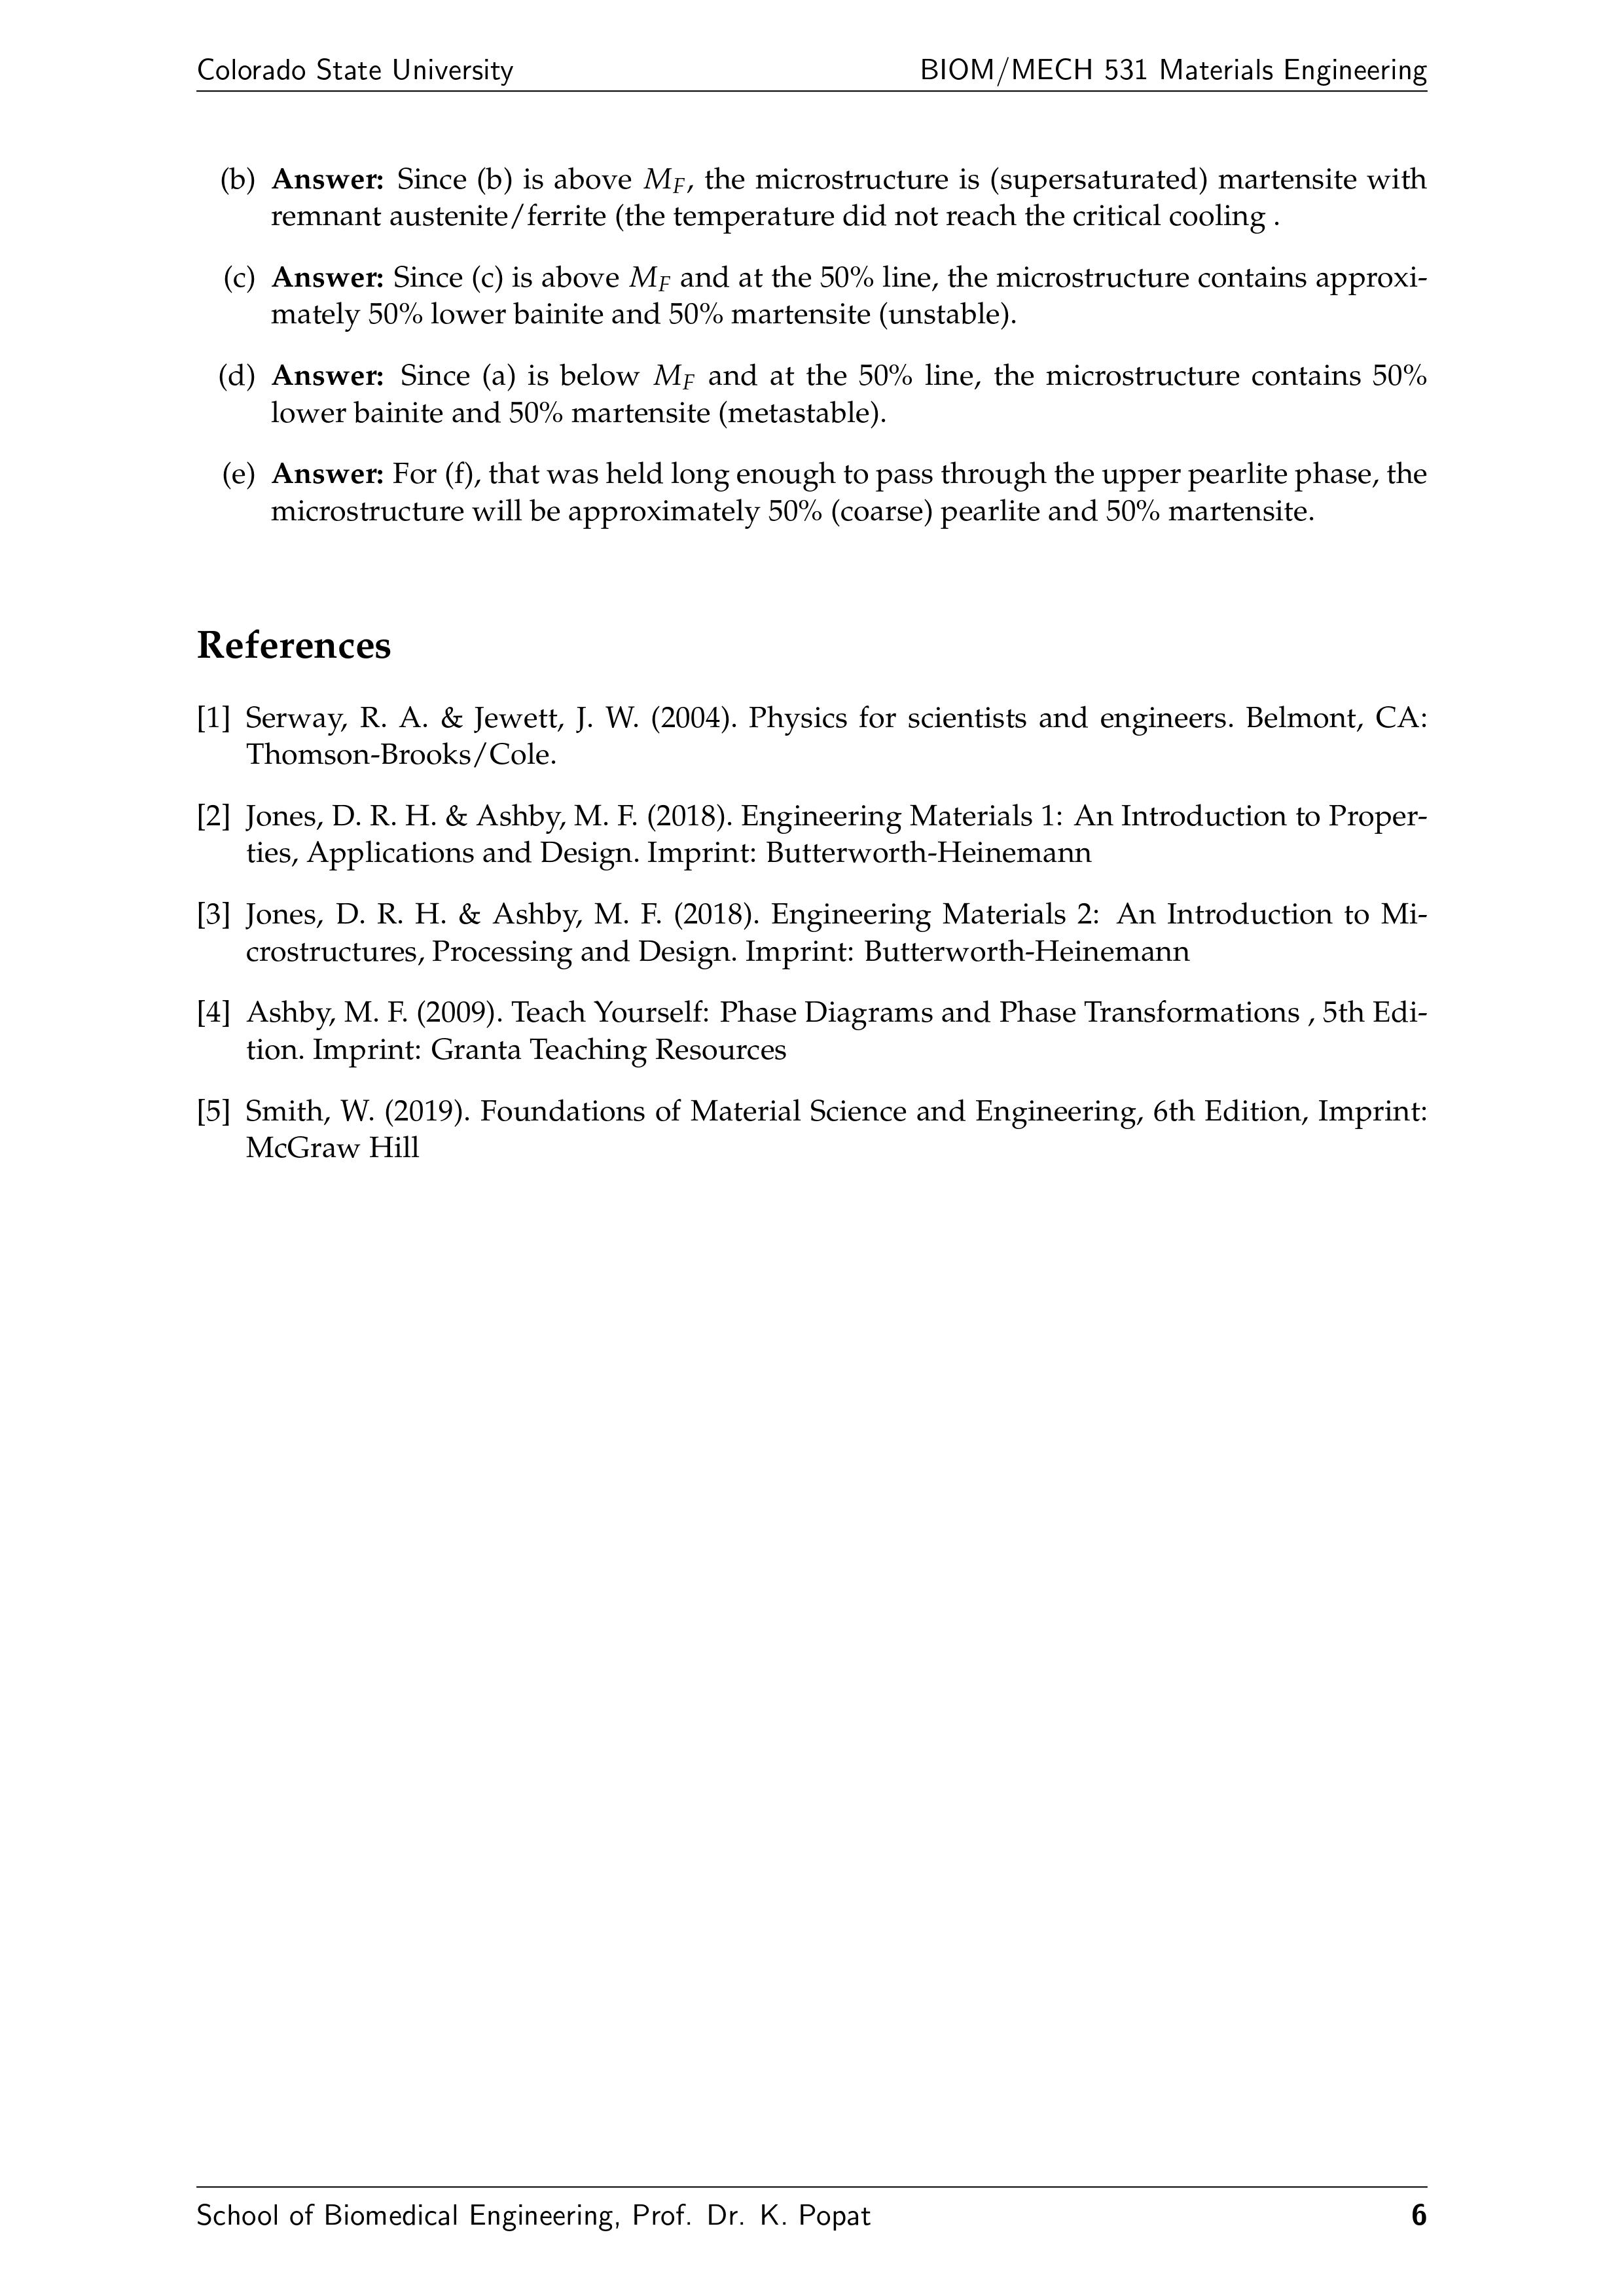 Colorado State University BIOM/MECH 531 Materials Engineering
(b) Answer: Since (b) is above M_F, the microstructure is (supersaturated) martensite with
remnant austenite/ferrite (the temperature did not reach the critical cooling .
(c) Answer: Since (c) is above M_F and at the 50% line, the microstructure contains approxi-
mately 50% lower bainite and 50% martensite (unstable).
(d) Answer: Since (a) is below M_F and at the 50% line, the microstructure contains 50%
lower bainite and 50% martensite (metastable).
(e) Answer: For (f), that was held long enough to pass through the upper pearlite phase, the
microstructure will be approximately 50% (coarse) pearlite and 50% martensite.
References
[1] Serway, R. A. & Jewett, J. W. (2004). Physics for scientists and engineers. Belmont, CA:
Thomson-Brooks/Cole.
[2] Jones, D. R. H. & Ashby, M. F. (2018). Engineering Materials 1: An Introduction to Proper-
ties, Applications and Design. Imprint: Butterworth-Heinemann
[3] Jones, D. R. H. & Ashby, M. F. (2018). Engineering Materials 2: An Introduction to Mi-
crostructures, Processing and Design. Imprint: Butterworth-Heinemann
[4] Ashby, M. F. (2009). Teach Yourself: Phase Diagrams and Phase Transformations , 5th Edi-
tion. Imprint: Granta Teaching Resources
[5] Smith, W. (2019). Foundations of Material Science and Engineering, 6th Edition, Imprint:
McGraw Hill
School of Biomedical Engineering, Prof. Dr. K. Popat 6